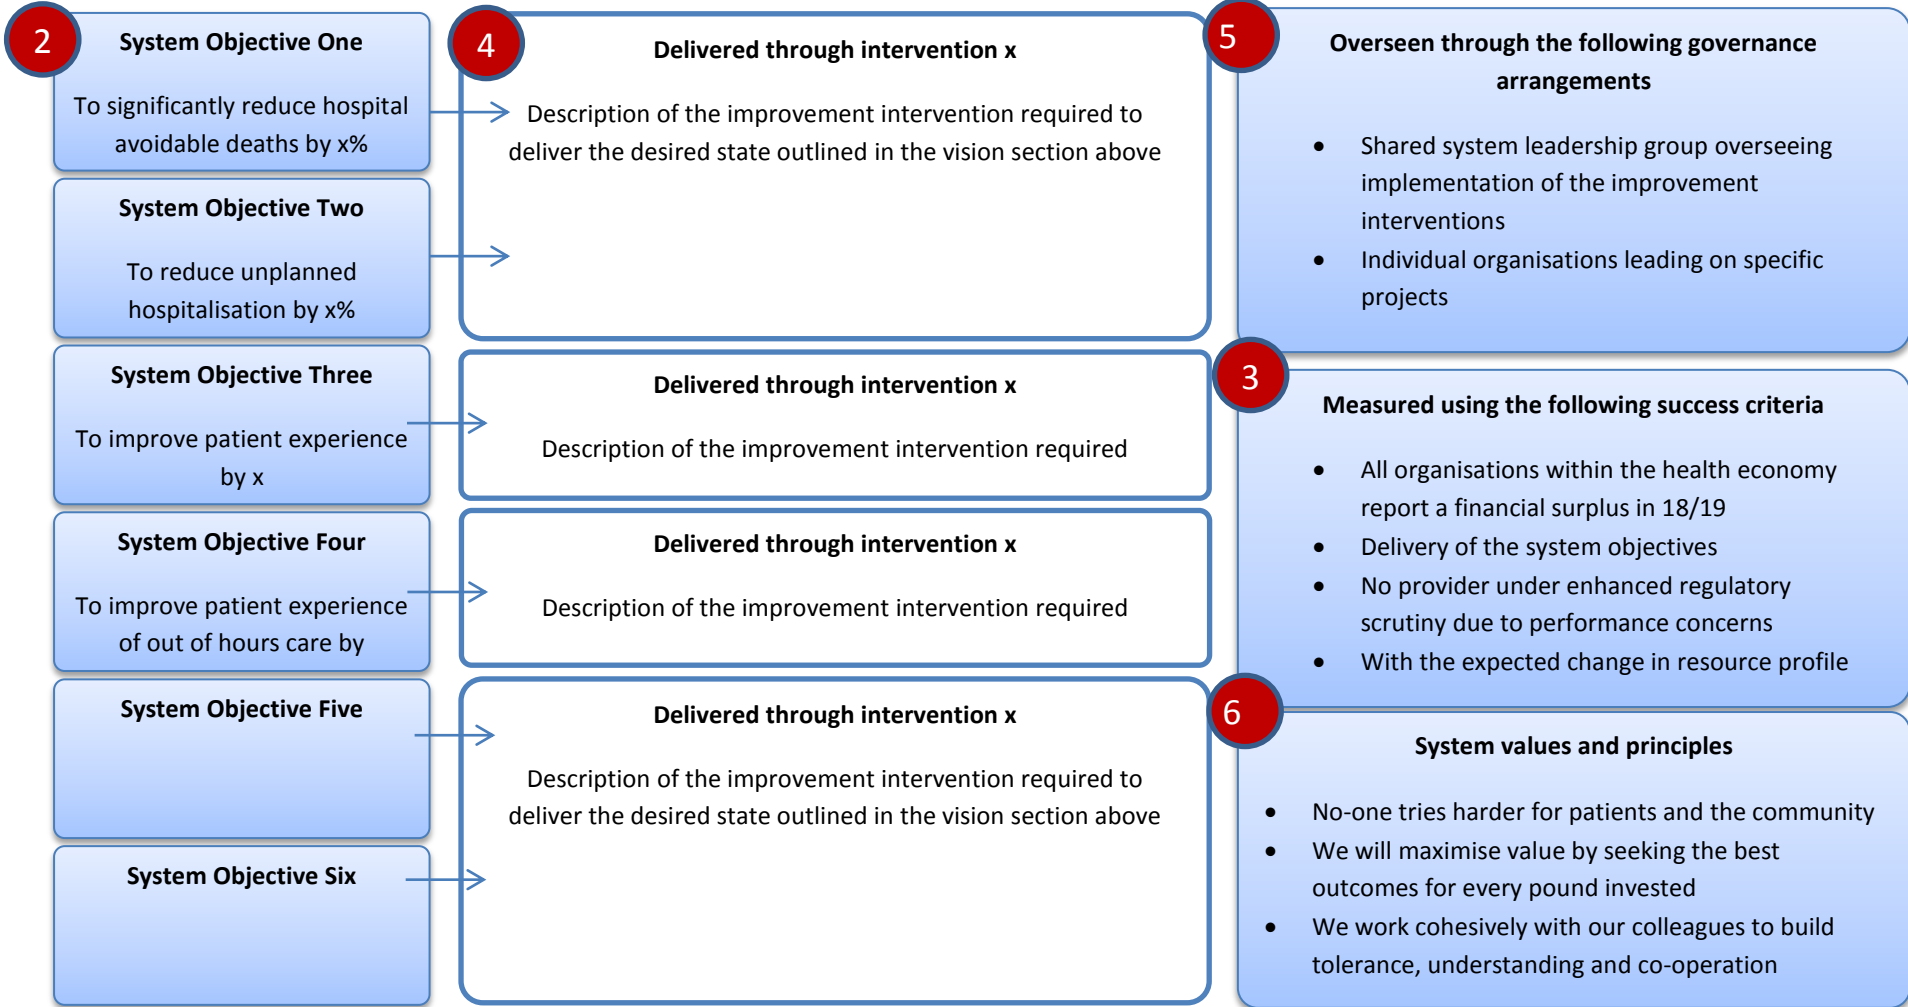 2
System Objective One
To significantly reduce hospital
avoidable deaths by x%
System Objective Two
To reduce unplanned
hospitalisation by x%
System Objective Three
To improve patient experience
by x
System Objective Four
To improve patient experience
of out of hours care by
System Objective Five
System Objective Six
4
Delivered through intervention x
Description of the improvement intervention required to
deliver the desired state outlined in the vision section above
Delivered through intervention x
Description of the improvement intervention required
Delivered through intervention x
Description of the improvement intervention required
Delivered through intervention x
Description of the improvement intervention required to
deliver the desired state outlined in the vision section above
5
Overseen through the following governance
arrangements
• Shared system leadership group overseeing
implementation of the improvement
interventions
• Individual organisations leading on specific
projects
3
Measured using the following success criteria
• All organisations within the health economy
report a financial surplus in 18/19
• Delivery of the system objectives
• No provider under enhanced regulatory
scrutiny due to performance concerns
• With the expected change in resource profile
6
System values and principles
• No-one tries harder for patients and the community
• We will maximise value by seeking the best
outcomes for every pound invested
• We work cohesively with our colleagues to build
tolerance, understanding and co-operation